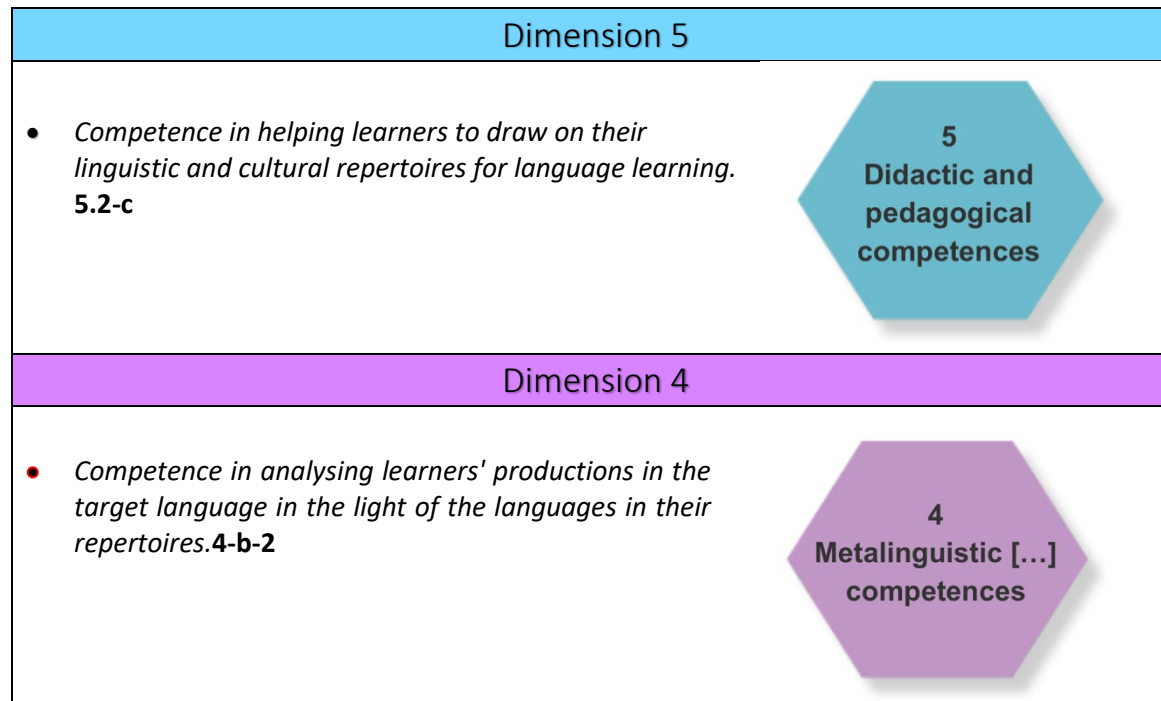 Dimension 5
• Competence in helping learners to draw on their
linguistic and cultural repertoires for language learning.
5.2-c
5
Didactic and
pedagogical
competences
Dimension 4
• Competence in analysing learners' productions in the
target language in the light of the languages in their
repertoires.4-b-2
4
Metalinguistic […]
competences